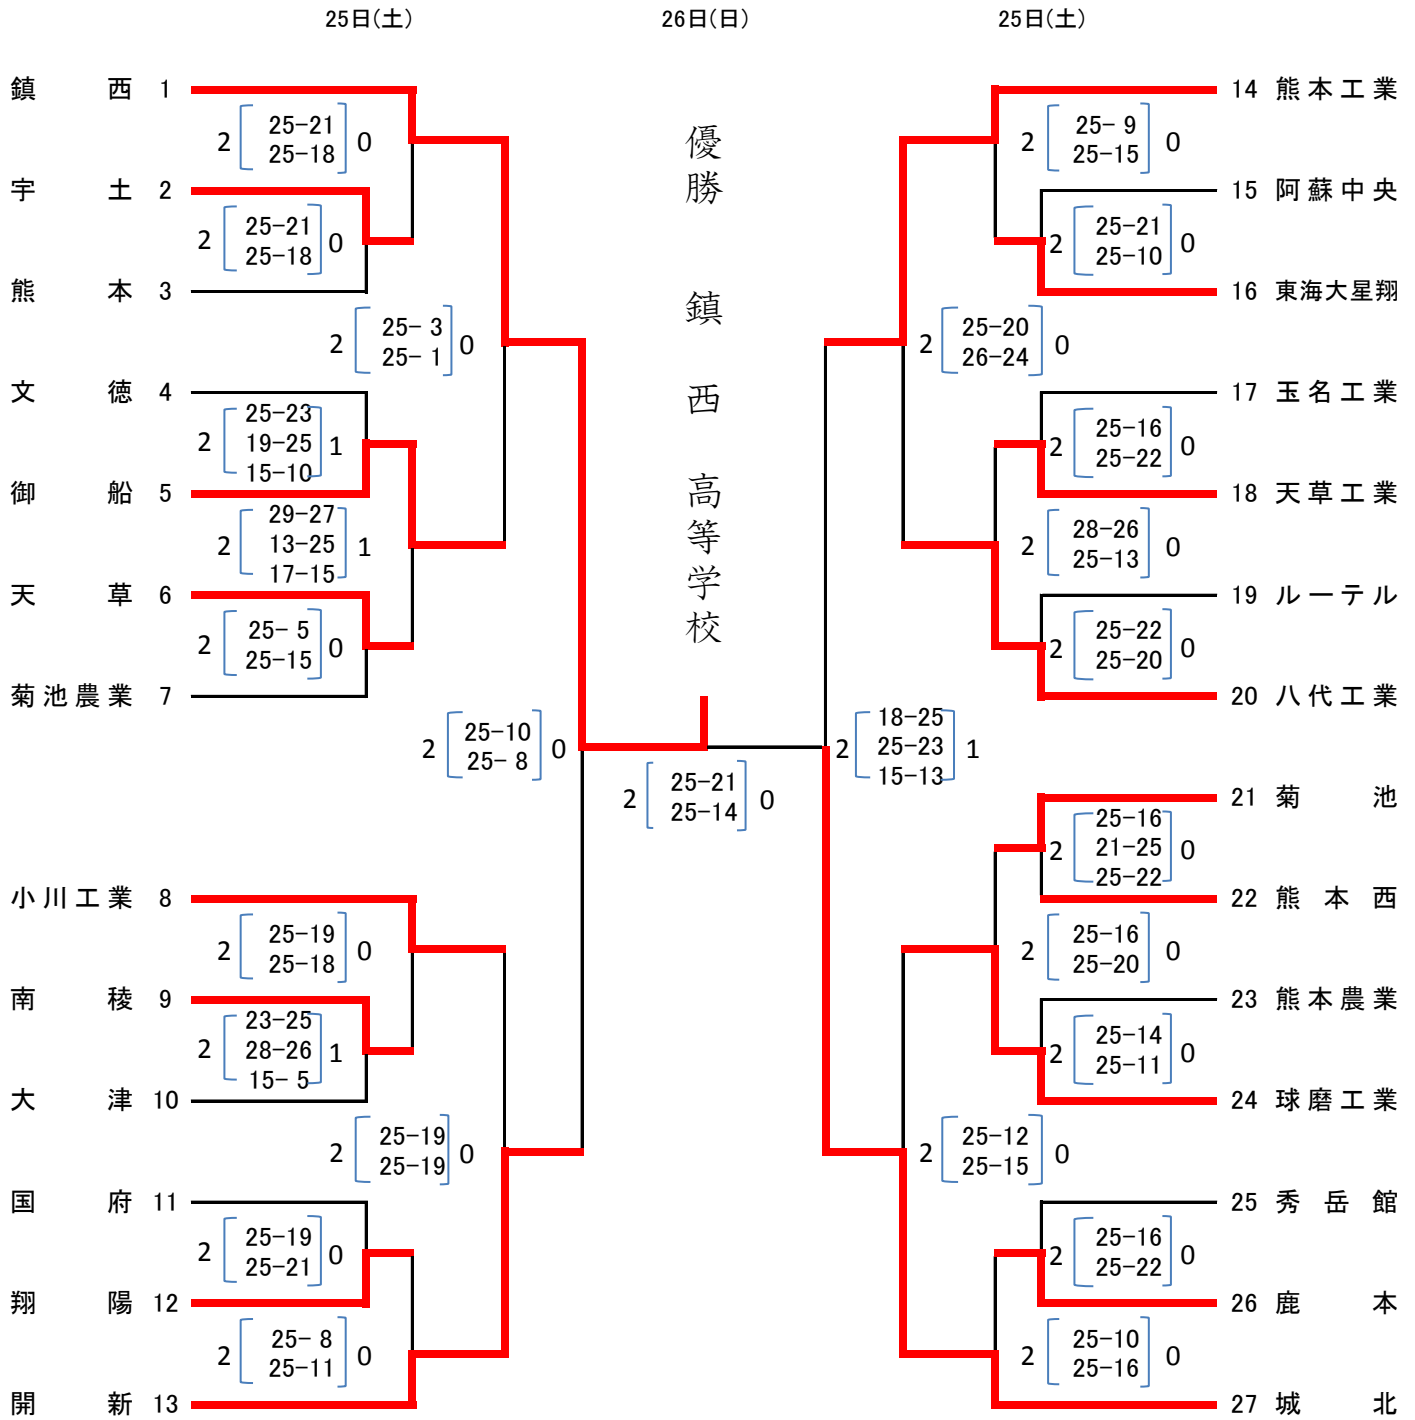 25日(土)
26日(日)
25日(土)
鎮西 1
2 25-21 0
25-18
宇土 2
2 25-21 0
25-18
熊本 3
2 25- 3 0
25- 1
文徳 4
25-23
2 19-25 1
15-10
御船 5
29-27
2 13-25 1
17-15
天草 6
2 25- 5 0
25-15
菊池農業 7
2 25-10 0
25- 8
小川工業 8
2 25-19 0
25-18
南稜 9
23-25
2 28-26 1
15- 5
大津 10
2 25-19 0
25-19
国府 11
2 25-19 0
25-21
翔陽 12
2 25- 8 0
25-11
開新 13
優勝 鎮西高等学校
2 25-21 0
25-14
14 熊本工業
2 25- 9 0
25-15
15 阿蘇中央
2 25-21 0
25-10
16 東海大星翔
2 25-20 0
26-24
17 玉名工業
2 25-16 0
25-22
18 天草工業
2 28-26 0
25-13
19 ルーテル
2 25-22 0
25-20
20 八代工業
18-25
2 25-23 1
15-13
21 菊池
25-16
2 21-25 0
25-22
22 熊本西
2 25-16 0
25-20
23 熊本農業
2 25-14 0
25-11
24 球磨工業
2 25-12 0
25-15
25 秀岳館
2 25-16 0
25-22
26 鹿本
2 25-10 0
25-16
27 城北